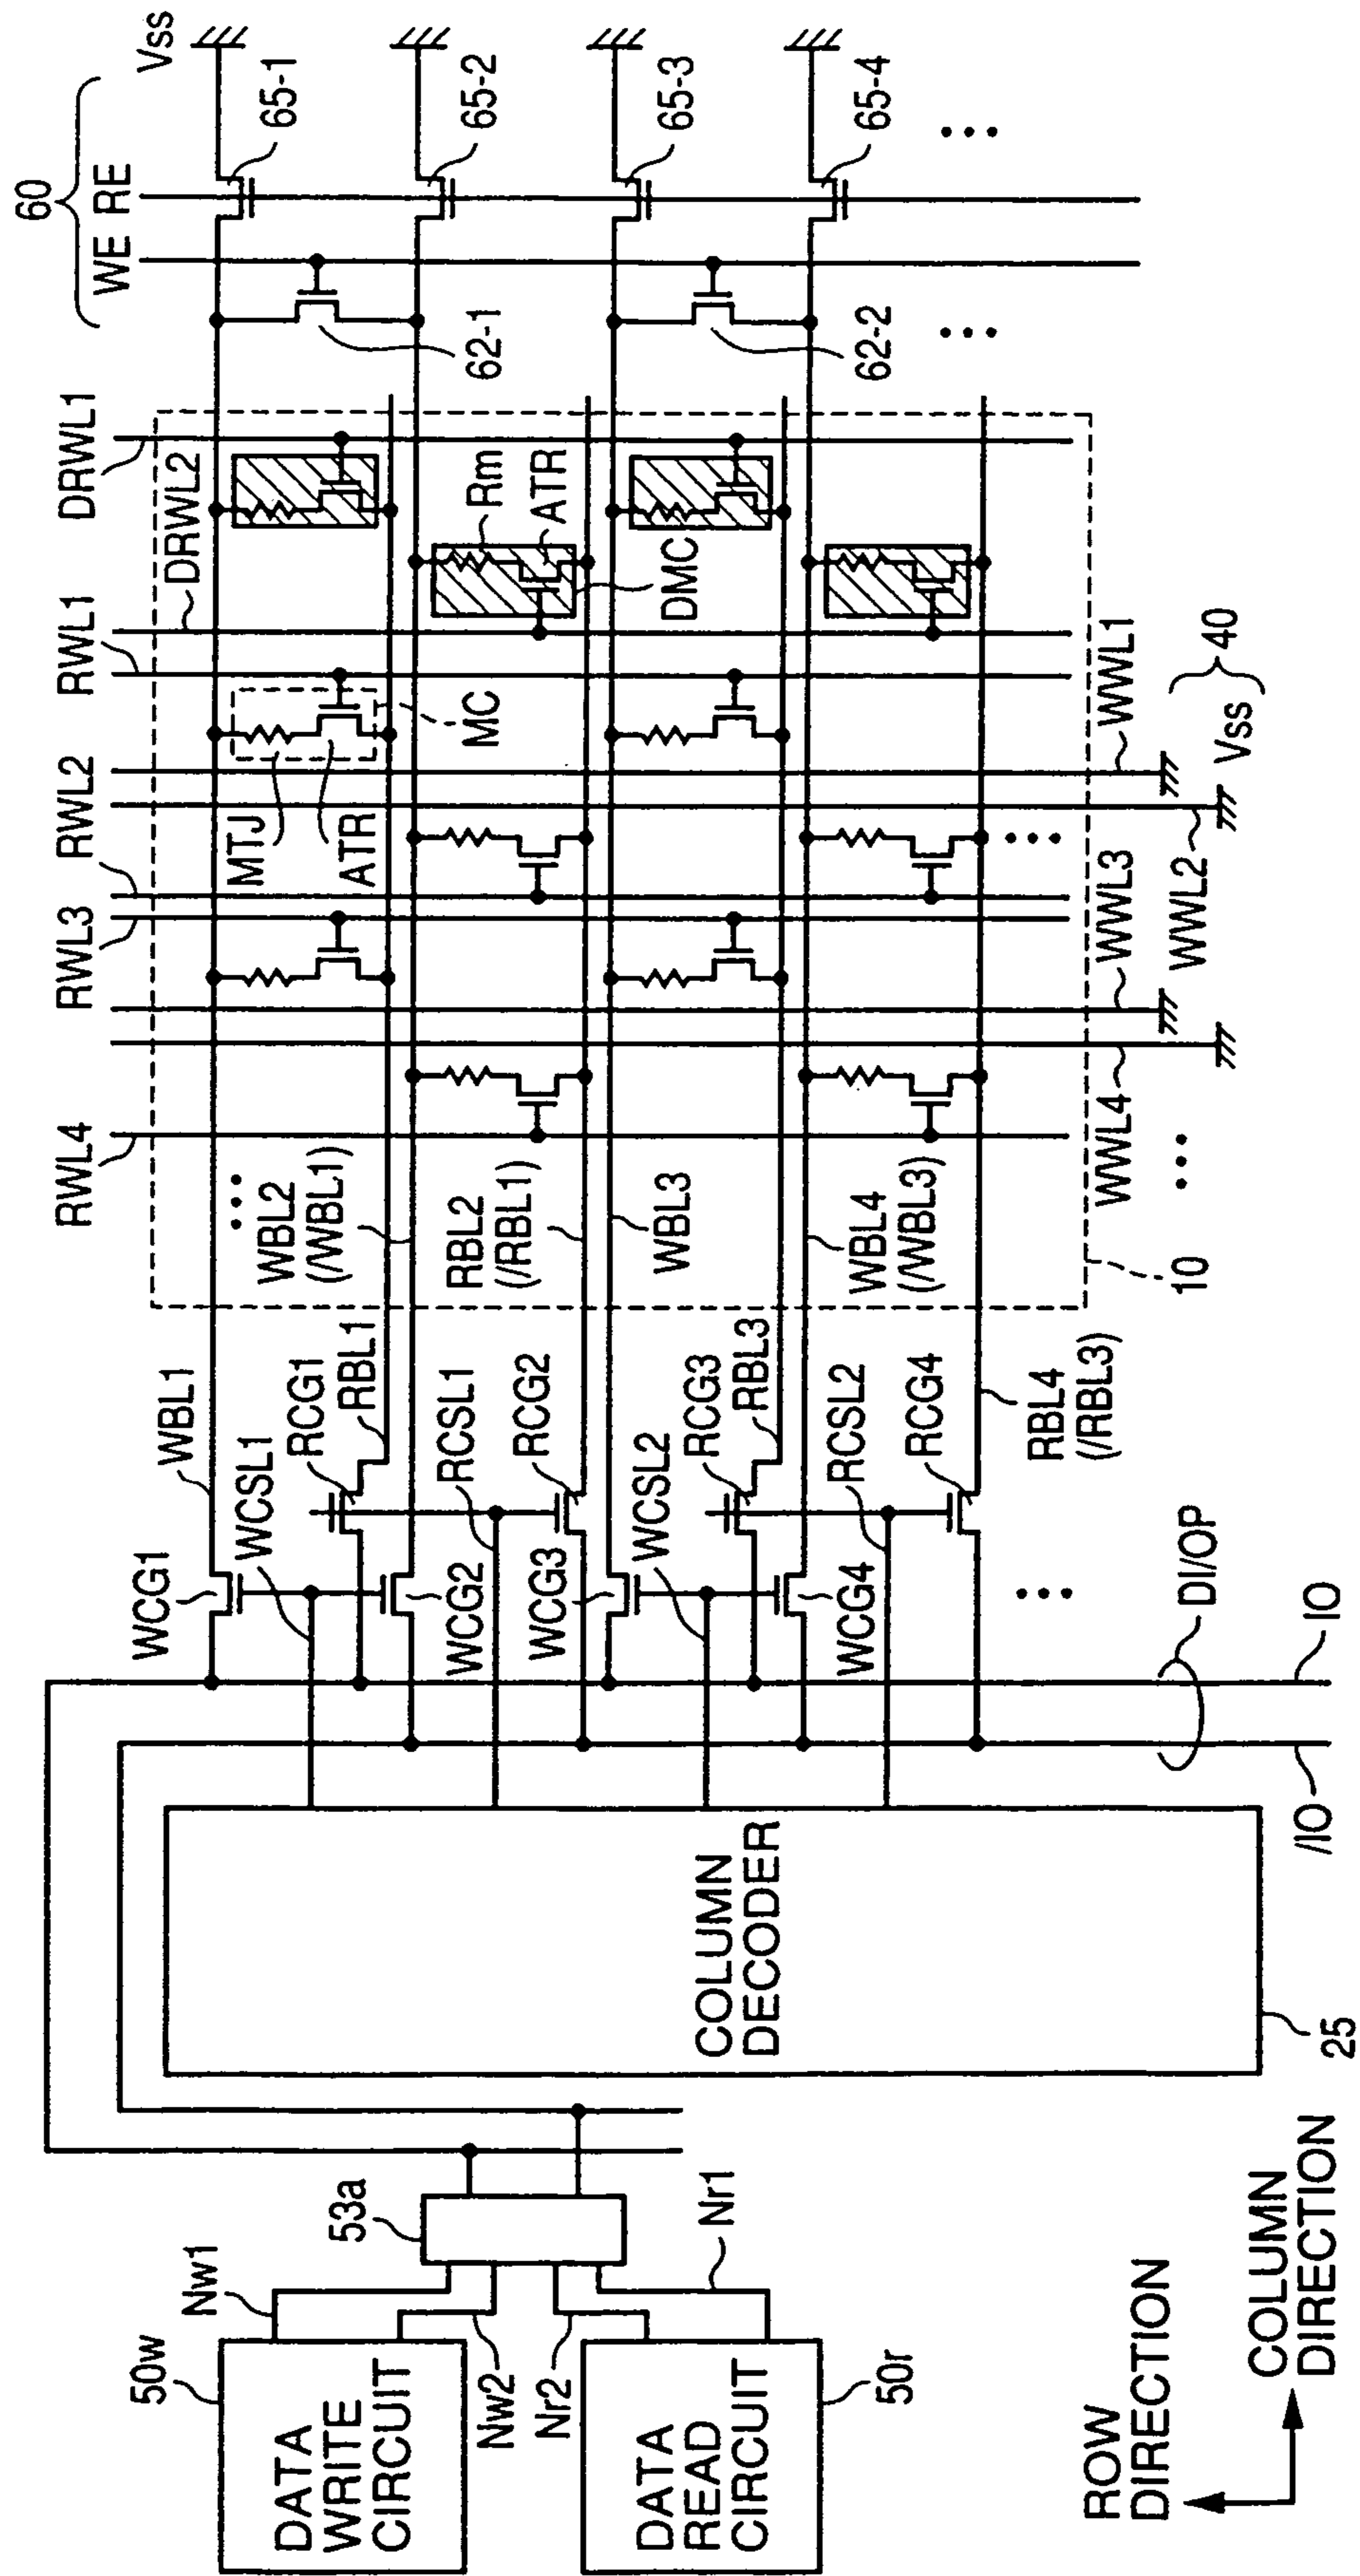 60
WE
RE
Vss
65-1
65-2
65-3
65-4
62-1
62-2
DRWL1
DRWL2
RWL1
RWL2
RWL3
RWL4
Rm
ATR
DMC
MC
MTJ
ATR
WWL1
40
Vss
WWL2
WWL3
WWL4
WBL2
(/WBL1)
RBL2
(/RBL1)
WBL3
WBL4
(/WBL3)
10
WBL1
WCSL1
RCG1
RBL1
RCSL1
RCG2
WCSL2
RCG3
RBL3
RCSL2
RCG4
RBL4
(/RBL3)
WCG1
WCG2
WCG3
WCG4
DI/OP
IO
/IO
COLUMN
DECODER
25
53a
Nw1
Nw2
Nr2
Nr1
50w
DATA
WRITE
CIRCUIT
50r
DATA
READ
CIRCUIT
ROW
DIRECTION
COLUMN
DIRECTION